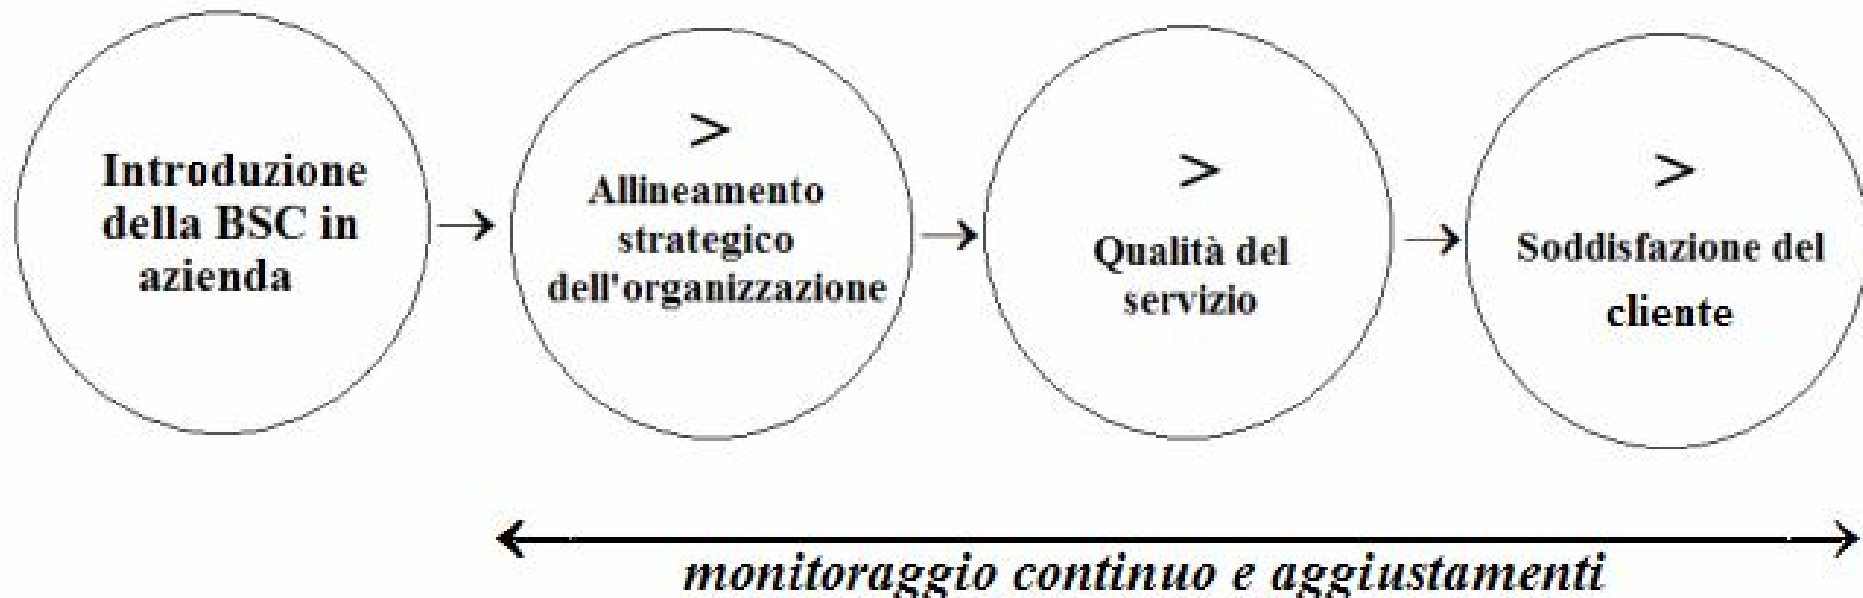 Introduzione
della BSC in
azienda
>
Allineamento
strategico
dell'organizzazione
>
Qualità del
servizio
>
Soddisfazione del
cliente
monitoraggio continuo e aggiustamenti